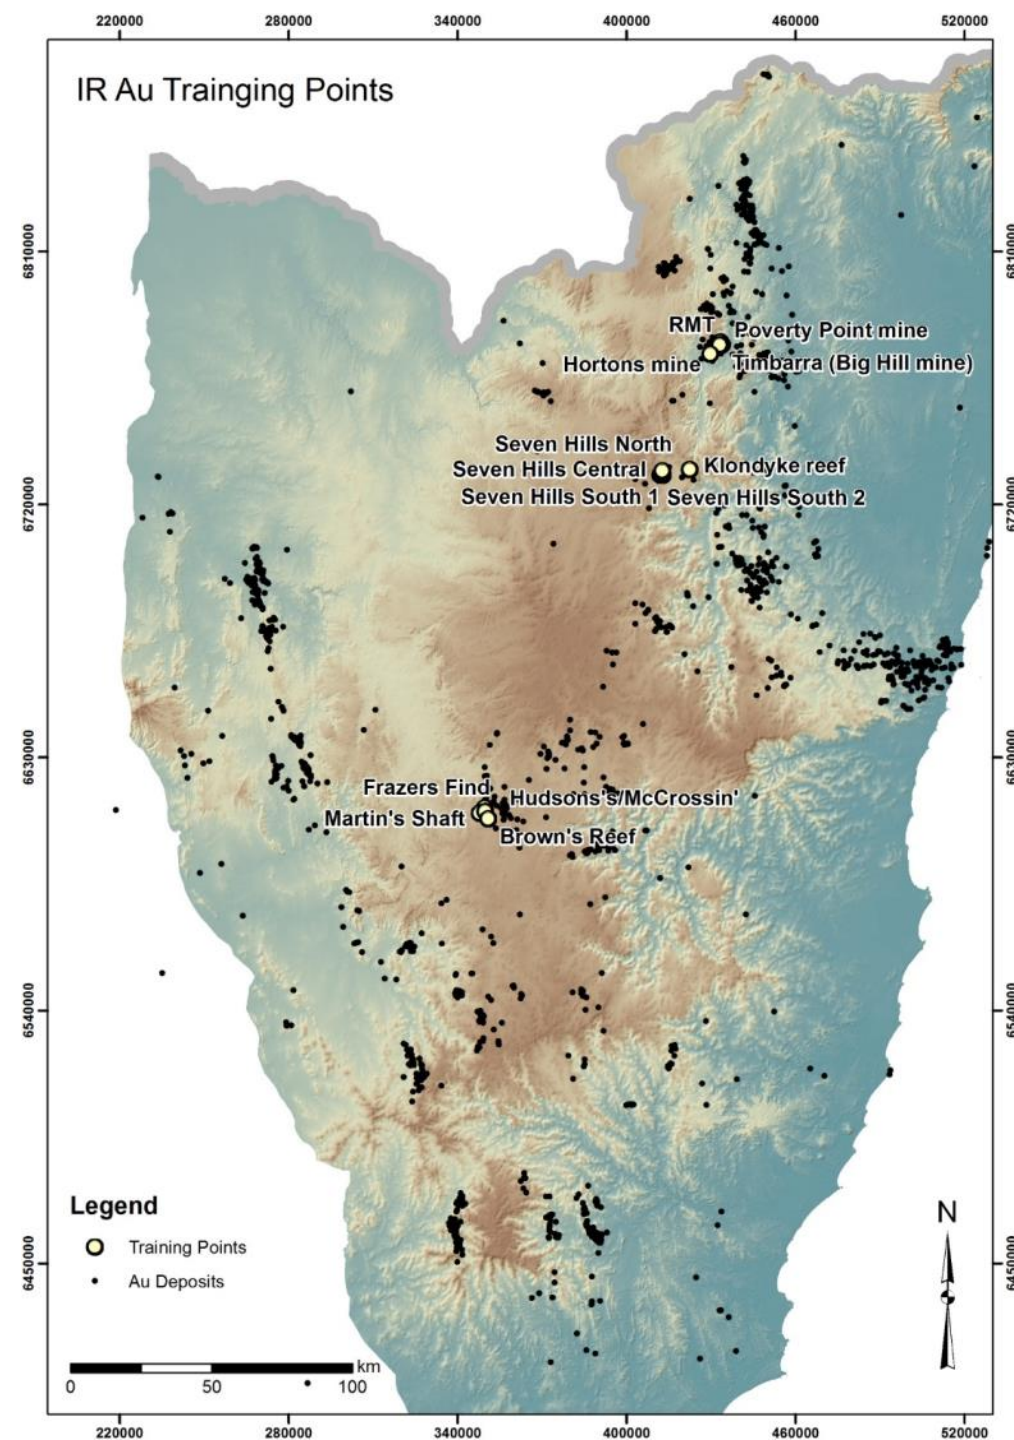 220000 280000 340000 400000 460000 520000
IR Au Trainging Points
6810000 6810000
RMT Poverty Point mine
Hortons mine Timbarra (Big Hill mine)
Seven Hills North
Seven Hills Central Klondyke reef
Seven Hills South 1 Seven Hills South 2
6720000 6720000
6630000 6630000
Frazers Find Hudsons's/McCrossin'
Martin's Shaft
Brown's Reef
6540000 6540000
Legend
N
Training Points
6450000 6450000
Au Deposits
km
0 50 100
220000 280000 340000 400000 460000 520000